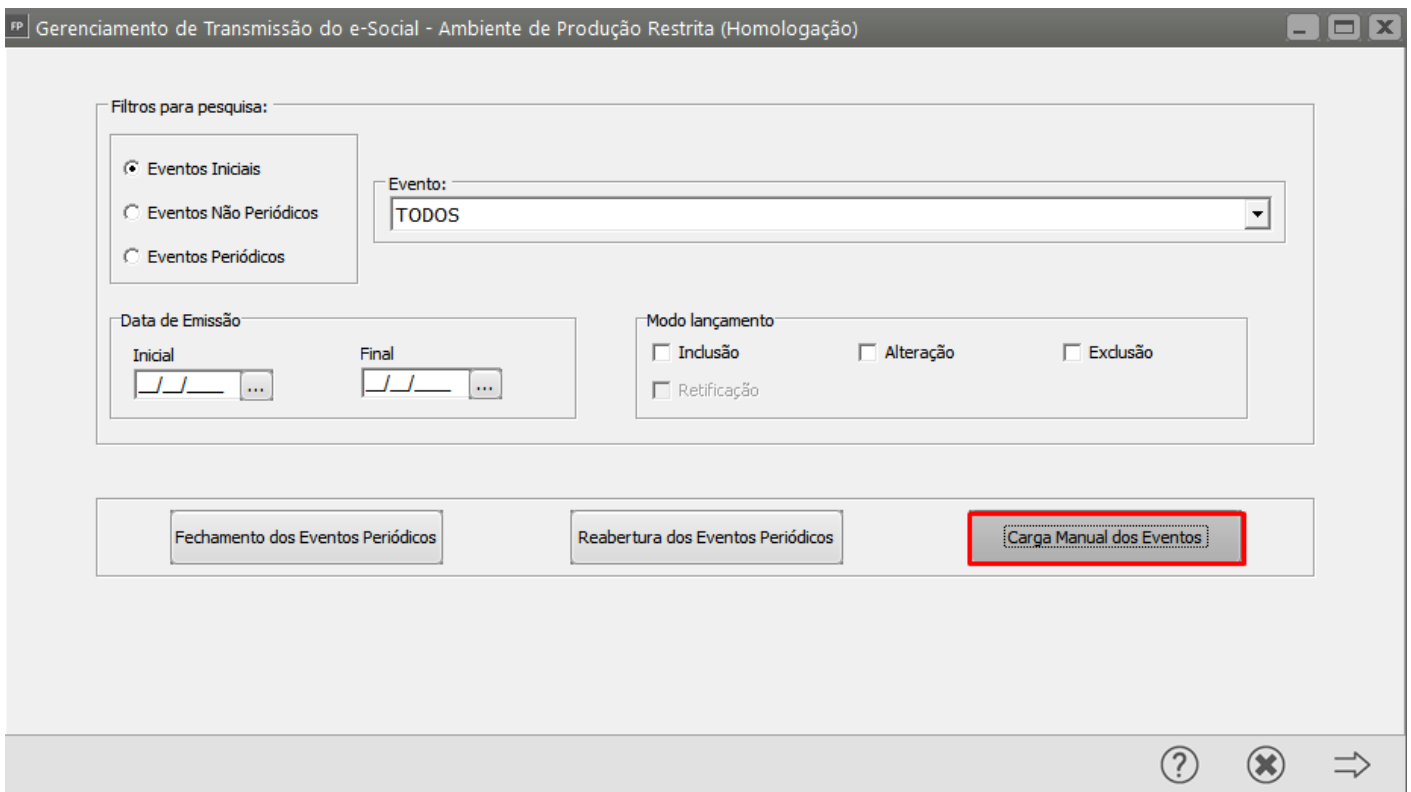 FP Gerenciamento de Transmissão do e-Social - Ambiente de Produção Restrita (Homologação)
Filtros para pesquisa:
Eventos Iniciais
Eventos Não Periódicos
Eventos Periódicos
Evento:
TODOS
Data de Emissão
Inicial
Final
__/__/____ ...
__/__/____ ...
Modo lançamento
Inclusão
Alteração
Exclusão
Retificação
Fechamento dos Eventos Periódicos
Reabertura dos Eventos Periódicos
Carga Manual dos Eventos
?